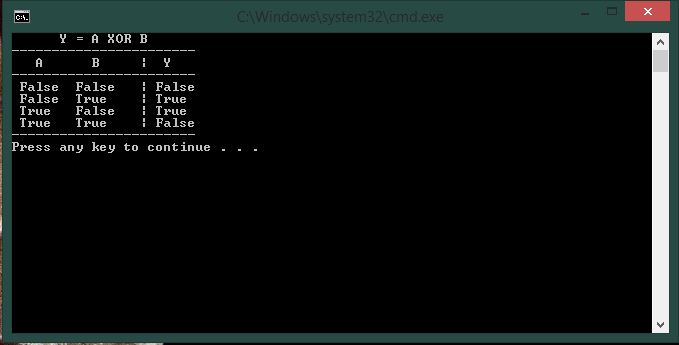 C:\Windows\system32\cmd.exe
Y = A XOR B
-----------------------
A B ¦ Y
-----------------------
False False ¦ False
False True ¦ True
True False ¦ True
True True ¦ False
-----------------------
Press any key to continue . . .